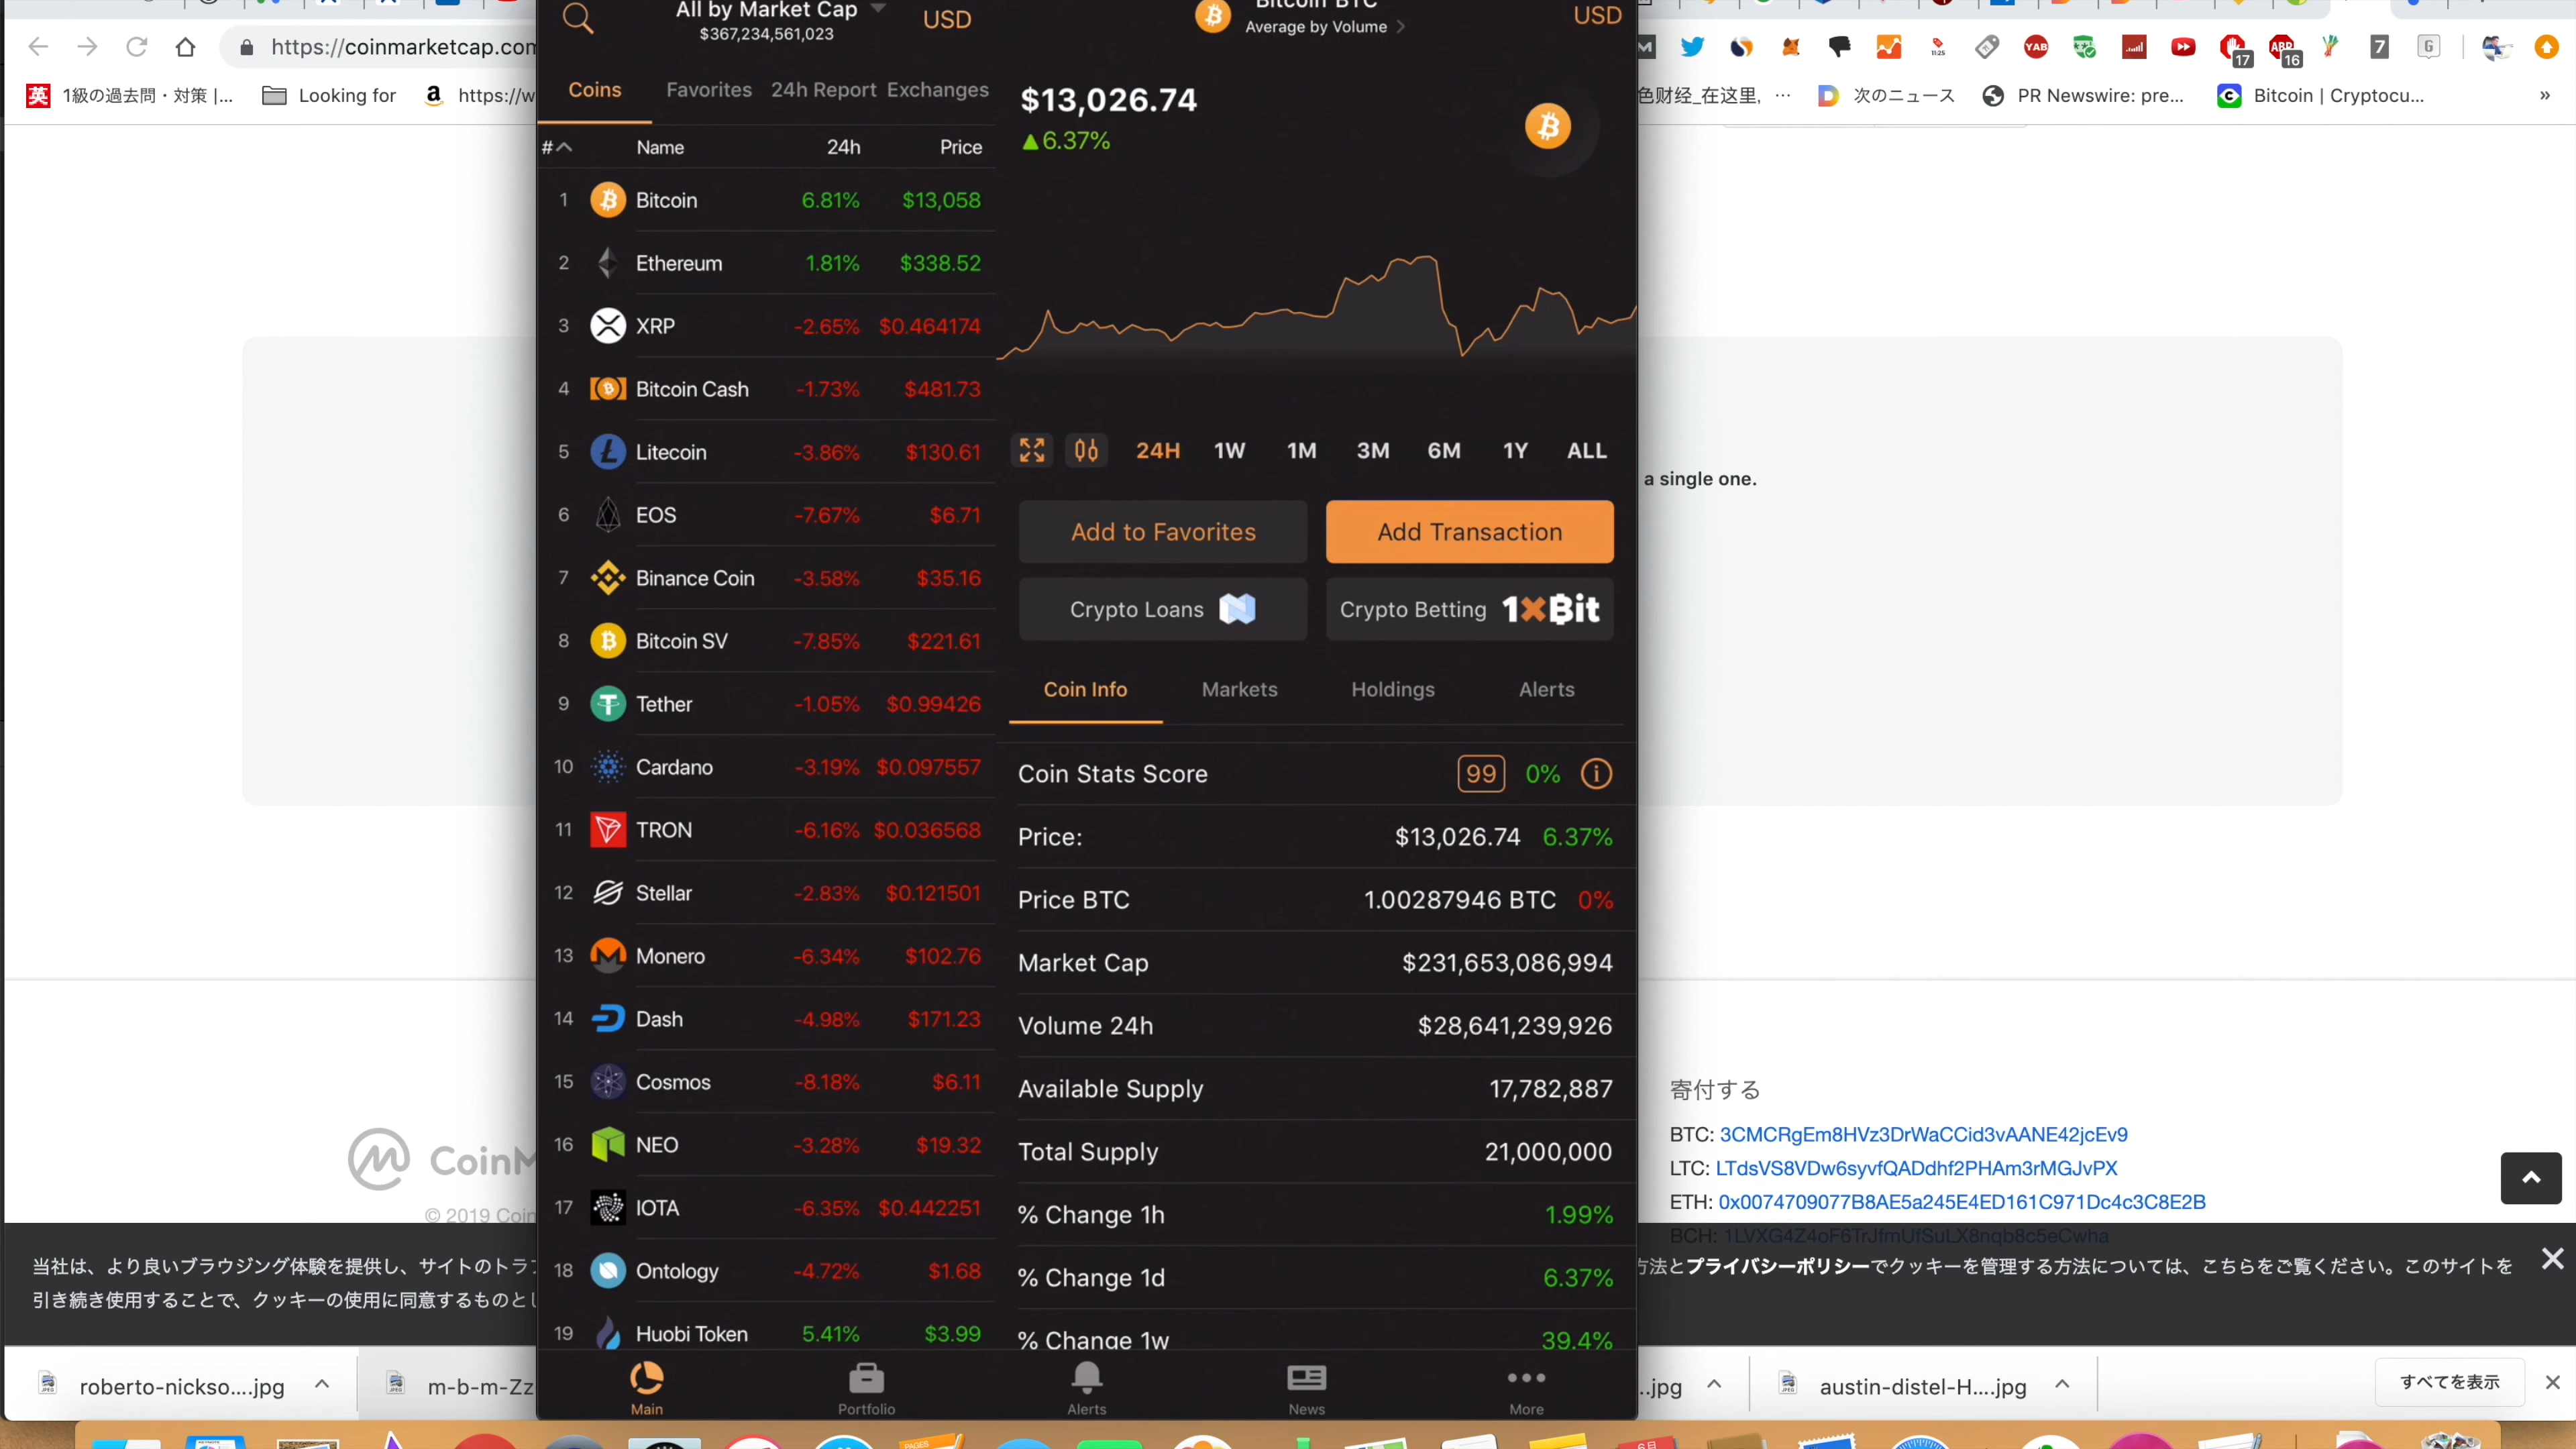 https://coinmarketcap.com
17
16
7
G
YAB
ABP
11:25
英 1級の過去問・対策 |...
Looking for
https://w
色财经_在这里, ...
次のニュース
PR Newswire: pre...
Bitcoin | Cryptocu...
»
All by Market Cap
$367,234,561,023
USD
Coins Favorites 24h Report Exchanges
# Name 24h Price
1 Bitcoin 6.81% $13,058
2 Ethereum 1.81% $338.52
3 XRP -2.65% $0.464174
4 Bitcoin Cash -1.73% $481.73
5 Litecoin -3.86% $130.61
6 EOS -7.67% $6.71
7 Binance Coin -3.58% $35.16
8 Bitcoin SV -7.85% $221.61
9 Tether -1.05% $0.99426
10 Cardano -3.19% $0.097557
11 TRON -6.16% $0.036568
12 Stellar -2.83% $0.121501
13 Monero -6.34% $102.76
14 Dash -4.98% $171.23
15 Cosmos -8.18% $6.11
16 NEO -3.28% $19.32
17 IOTA -6.35% $0.442251
18 Ontology -4.72% $1.68
19 Huobi Token 5.41% $3.99
Bitcoin BTC
Average by Volume >
USD
$13,026.74
▲6.37%
24H 1W 1M 3M 6M 1Y ALL
Add to Favorites Add Transaction
Crypto Loans Crypto Betting 1XBit
Coin Info Markets Holdings Alerts
Coin Stats Score 99 0%
Price: $13,026.74 6.37%
Price BTC 1.00287946 BTC 0%
Market Cap $231,653,086,994
Volume 24h $28,641,239,926
Available Supply 17,782,887
Total Supply 21,000,000
% Change 1h 1.99%
% Change 1d 6.37%
% Change 1w 39.4%
Main Portfolio Alerts News More
a single one.
寄付する
BTC: 3CMCRgEm8HVz3DrWaCCid3vAANE42jcEv9
LTC: LTdsVS8VDw6syvfQADdhf2PHAm3rMGJvPX
ETH: 0x0074709077B8AE5a245E4ED161C971Dc4c3C8E2B
BCH: 1LVXG4Z4oF6TrJfmUfSuLX8nqb8c5eCwha
CoinM
© 2019 Coin
当社は、より良いブラウジング体験を提供し、サイトのトラフ
方法とプライバシーポリシーでクッキーを管理する方法については、こちらをご覧ください。このサイトを
引き続き使用することで、クッキーの使用に同意するものとし
roberto-nickso....jpg
m-b-m-Zz
..jpg
austin-distel-H....jpg
すべてを表示
PAGES
6月